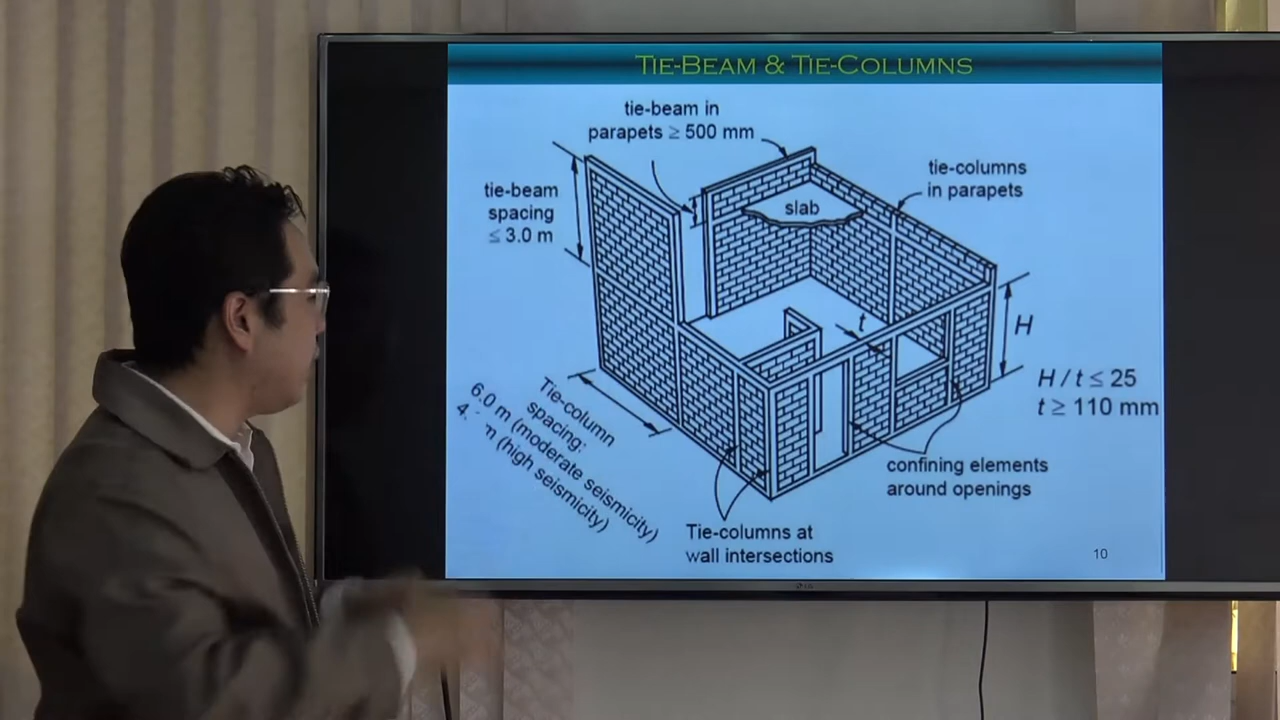 TIE-BEAM & TIE-COLUMNS
tie-beam in
parapets ≥ 500 mm
tie-beam
spacing
≤ 3.0 m
slab
tie-columns
in parapets
t
H
H / t ≤ 25
t ≥ 110 mm
Tie-column
spacing:
6.0 m (moderate seismicity)
4. m (high seismicity)
confining elements
around openings
Tie-columns at
wall intersections
10
LG